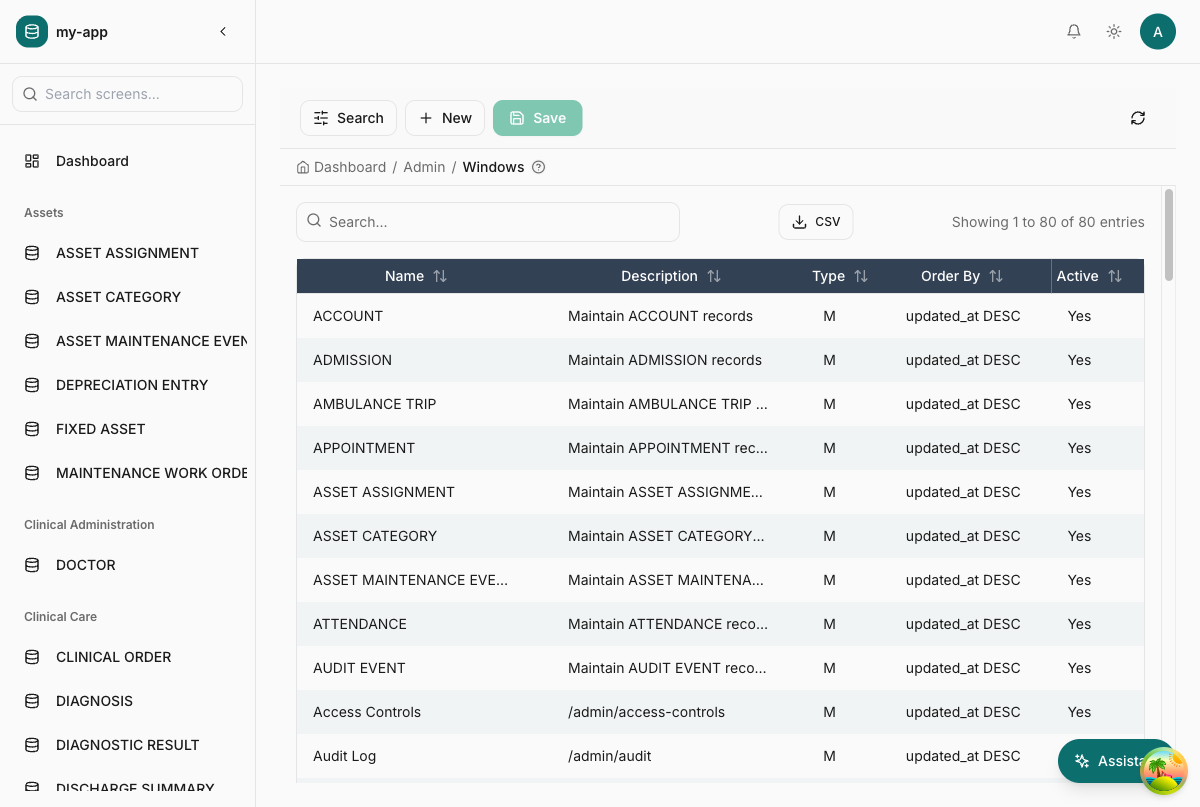 my-app
A
Search screens...
Search
New
Save
Dashboard
Dashboard / Admin / Windows
Assets
ASSET ASSIGNMENT
ASSET CATEGORY
ASSET MAINTENANCE EVEN
DEPRECIATION ENTRY
FIXED ASSET
MAINTENANCE WORK ORDE
Clinical Administration
DOCTOR
Clinical Care
CLINICAL ORDER
DIAGNOSIS
DIAGNOSTIC RESULT
DISCHARGE SUMMARY
Search...
CSV
Showing 1 to 80 of 80 entries
Name Description Type Order By Active
ACCOUNT Maintain ACCOUNT records M updated_at DESC Yes
ADMISSION Maintain ADMISSION records M updated_at DESC Yes
AMBULANCE TRIP Maintain AMBULANCE TRIP ... M updated_at DESC Yes
APPOINTMENT Maintain APPOINTMENT rec... M updated_at DESC Yes
ASSET ASSIGNMENT Maintain ASSET ASSIGNME... M updated_at DESC Yes
ASSET CATEGORY Maintain ASSET CATEGORY... M updated_at DESC Yes
ASSET MAINTENANCE EVE... Maintain ASSET MAINTENA... M updated_at DESC Yes
ATTENDANCE Maintain ATTENDANCE reco... M updated_at DESC Yes
AUDIT EVENT Maintain AUDIT EVENT reco... M updated_at DESC Yes
Access Controls /admin/access-controls M updated_at DESC Yes
Audit Log /admin/audit M updated_at DESC
Assista